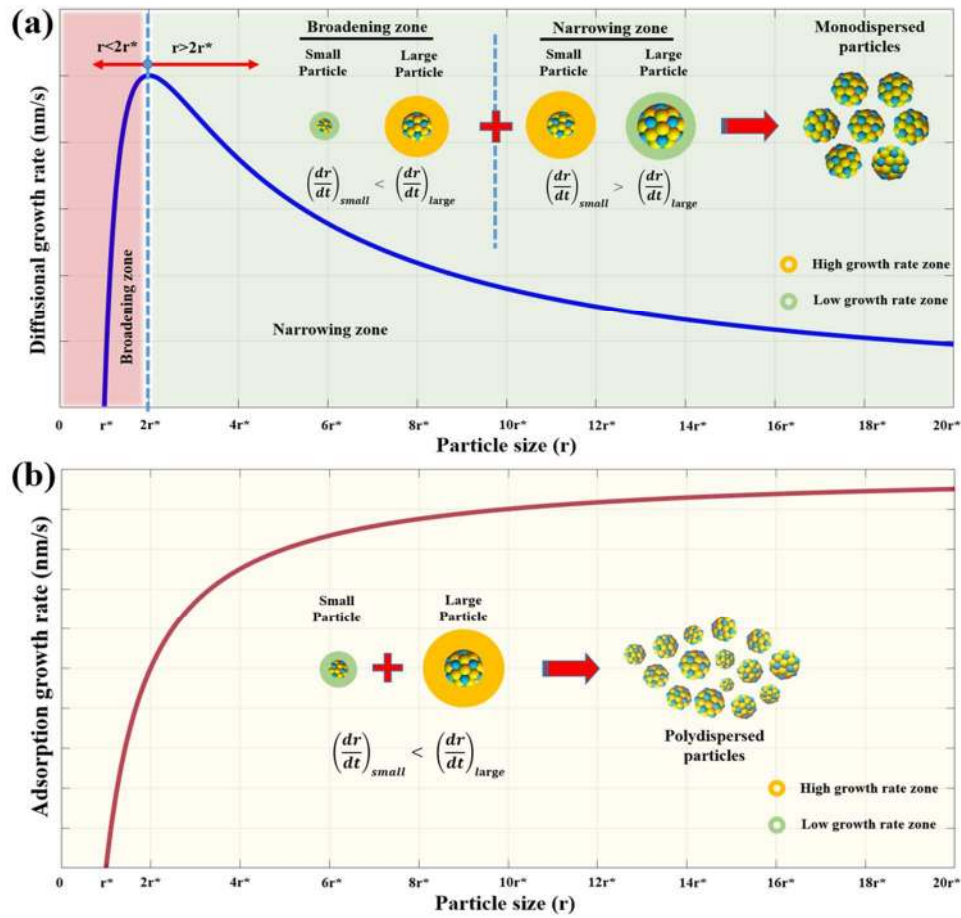 (a)
r<2r*
r>2r*
Broadening zone
Small
Particle
Large
Particle
Narrowing zone
Small
Particle
Large
Particle
Monodispersed
particles
(dr/dt)small < (dr/dt)large
(dr/dt)small > (dr/dt)large
High growth rate zone
Low growth rate zone
Broadening zone
Narrowing zone
Diffusional growth rate (nm/s)
0 r* 2r* 4r* 6r* 8r* 10r* 12r* 14r* 16r* 18r* 20r*
Particle size (r)
(b)
Small
Particle
Large
Particle
(dr/dt)small < (dr/dt)large
Polydispersed
particles
High growth rate zone
Low growth rate zone
Adsorption growth rate (nm/s)
0 r* 2r* 4r* 6r* 8r* 10r* 12r* 14r* 16r* 18r* 20r*
Particle size (r)